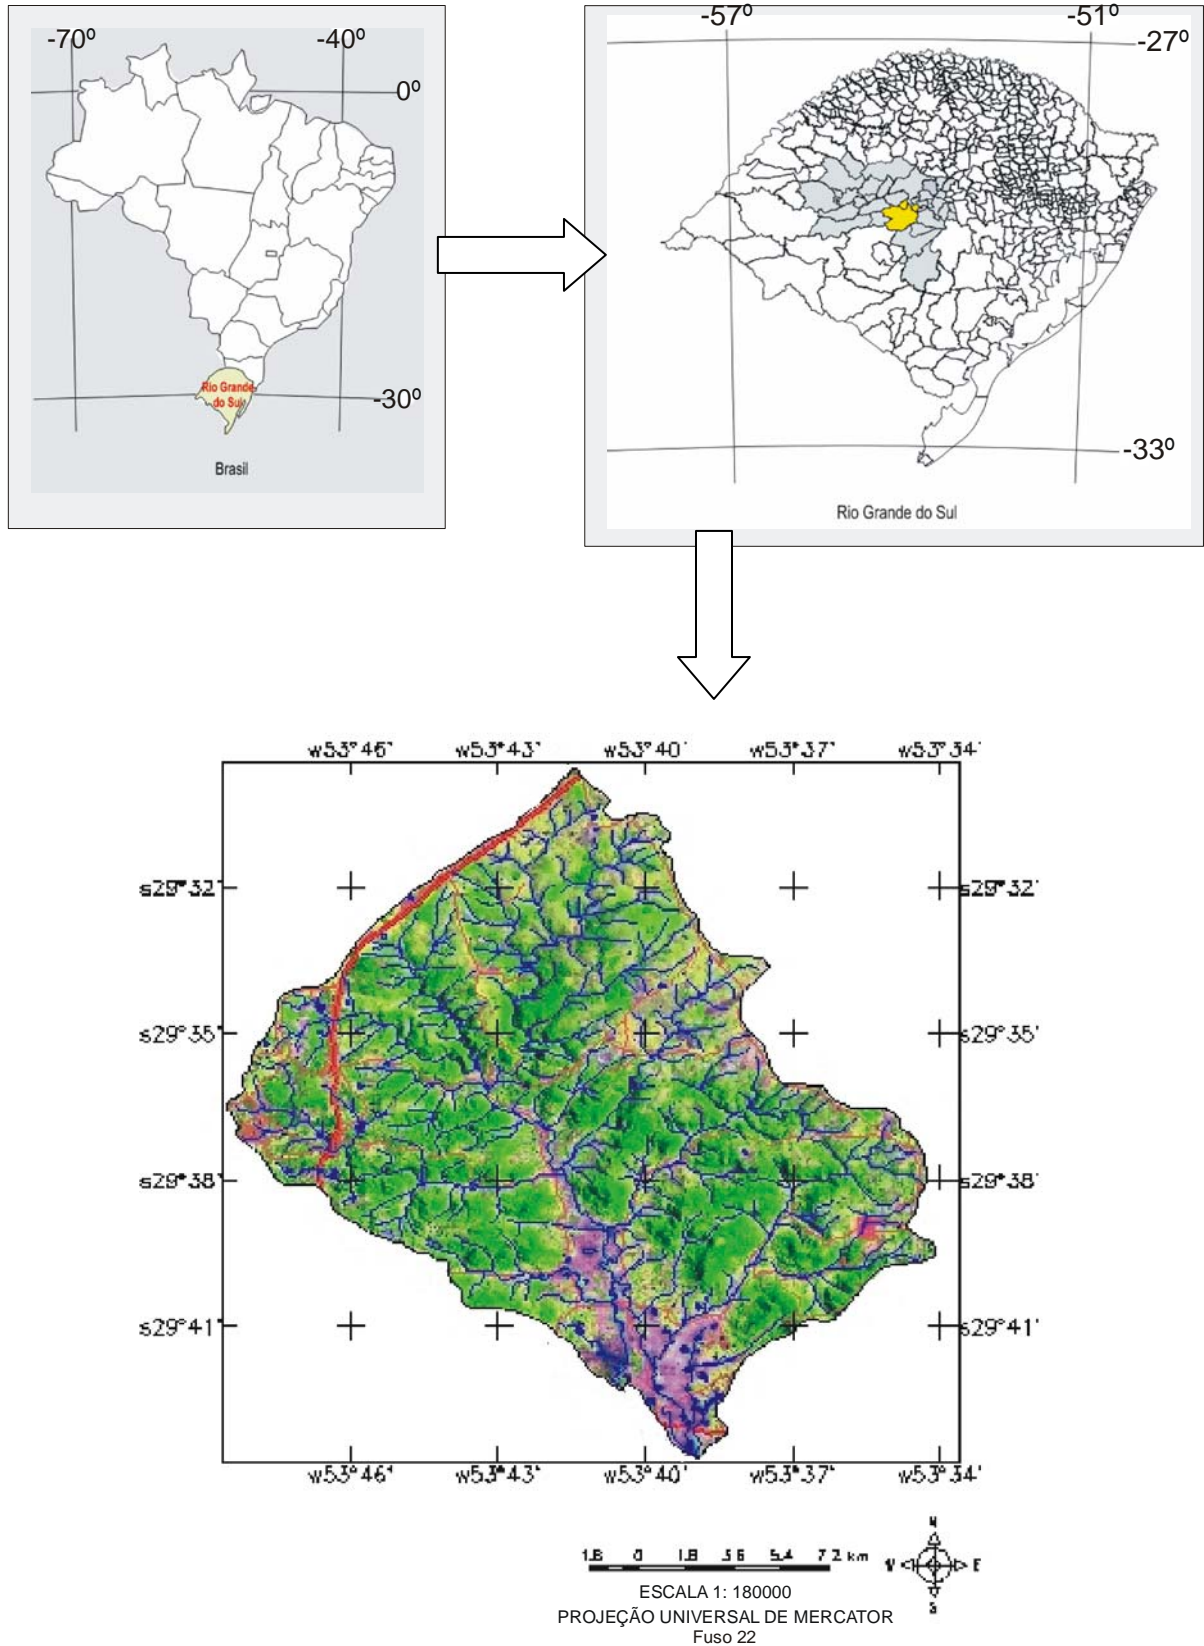 -70º -40º
0º
Rio Grande
do Sul
-30º
Brasil
-57º -51º
-27º
-33º
Rio Grande do Sul
w53°46' w53°43' w53°40' w53°37' w53°34'
s29°32' s29°32'
s29°35' s29°35'
s29°38' s29°38'
s29°41' s29°41'
w53°46' w53°43' w53°40' w53°37' w53°34'
1.8 0 1.8 3.6 5.4 7.2 km
N
W E
S
ESCALA 1: 180000
PROJEÇÃO UNIVERSAL DE MERCATOR
Fuso 22